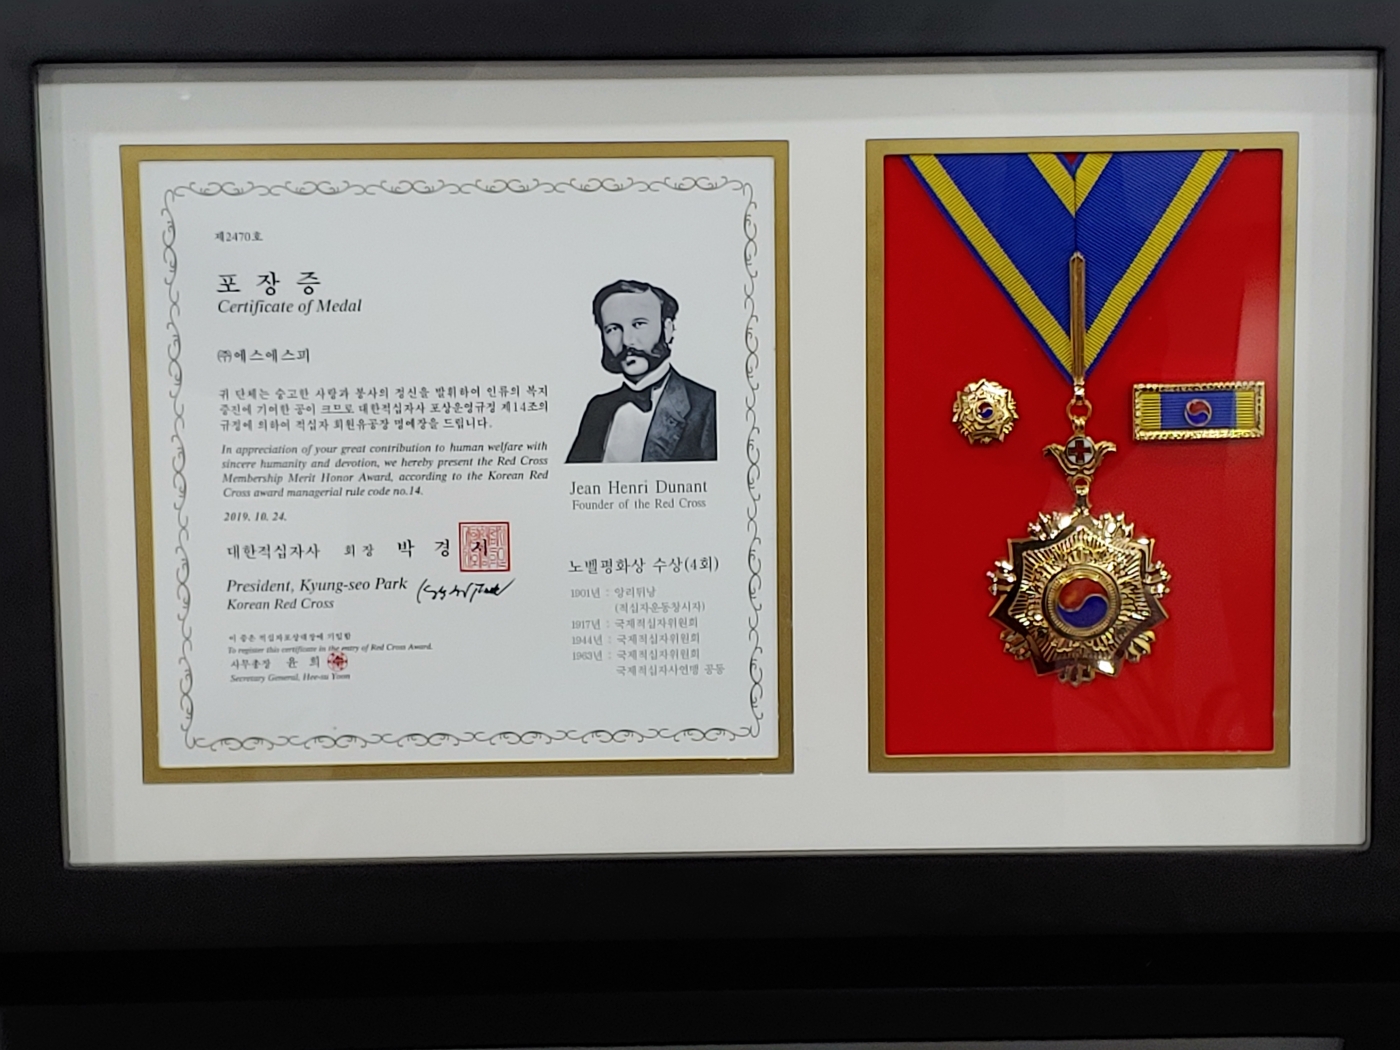 제2470호
포 장 증
Certificate of Medal
㈜에스에스피
귀 단체는 숭고한 사랑과 봉사의 정신을 발휘하여 인류의 복지
증진에 기여한 공이 크므로 대한적십자사 포상운영규정 제14조의
규정에 의하여 적십자 회원유공장 명예장을 드립니다.
In appreciation of your great contribution to human welfare with
sincere humanity and devotion, we hereby present the Red Cross
Membership Merit Honor Award, according to the Korean Red
Cross award managerial rule code no.14.
2019. 10. 24.
대한적십자사 회 장 박 경 서
President, Kyung-seo Park
Korean Red Cross
이 증은 적십자포상대장에 기입함
To register this certificate in the entry of Red Cross Award.
사무총장 윤 희 수
Secretary General, Hee-su Yoon
Jean Henri Dunant
Founder of the Red Cross
노벨평화상 수상(4회)
1901년 : 앙리뒤낭
(적십자운동창시자)
1917년 : 국제적십자위원회
1944년 : 국제적십자위원회
1963년 : 국제적십자위원회
국제적십자사연맹 공동